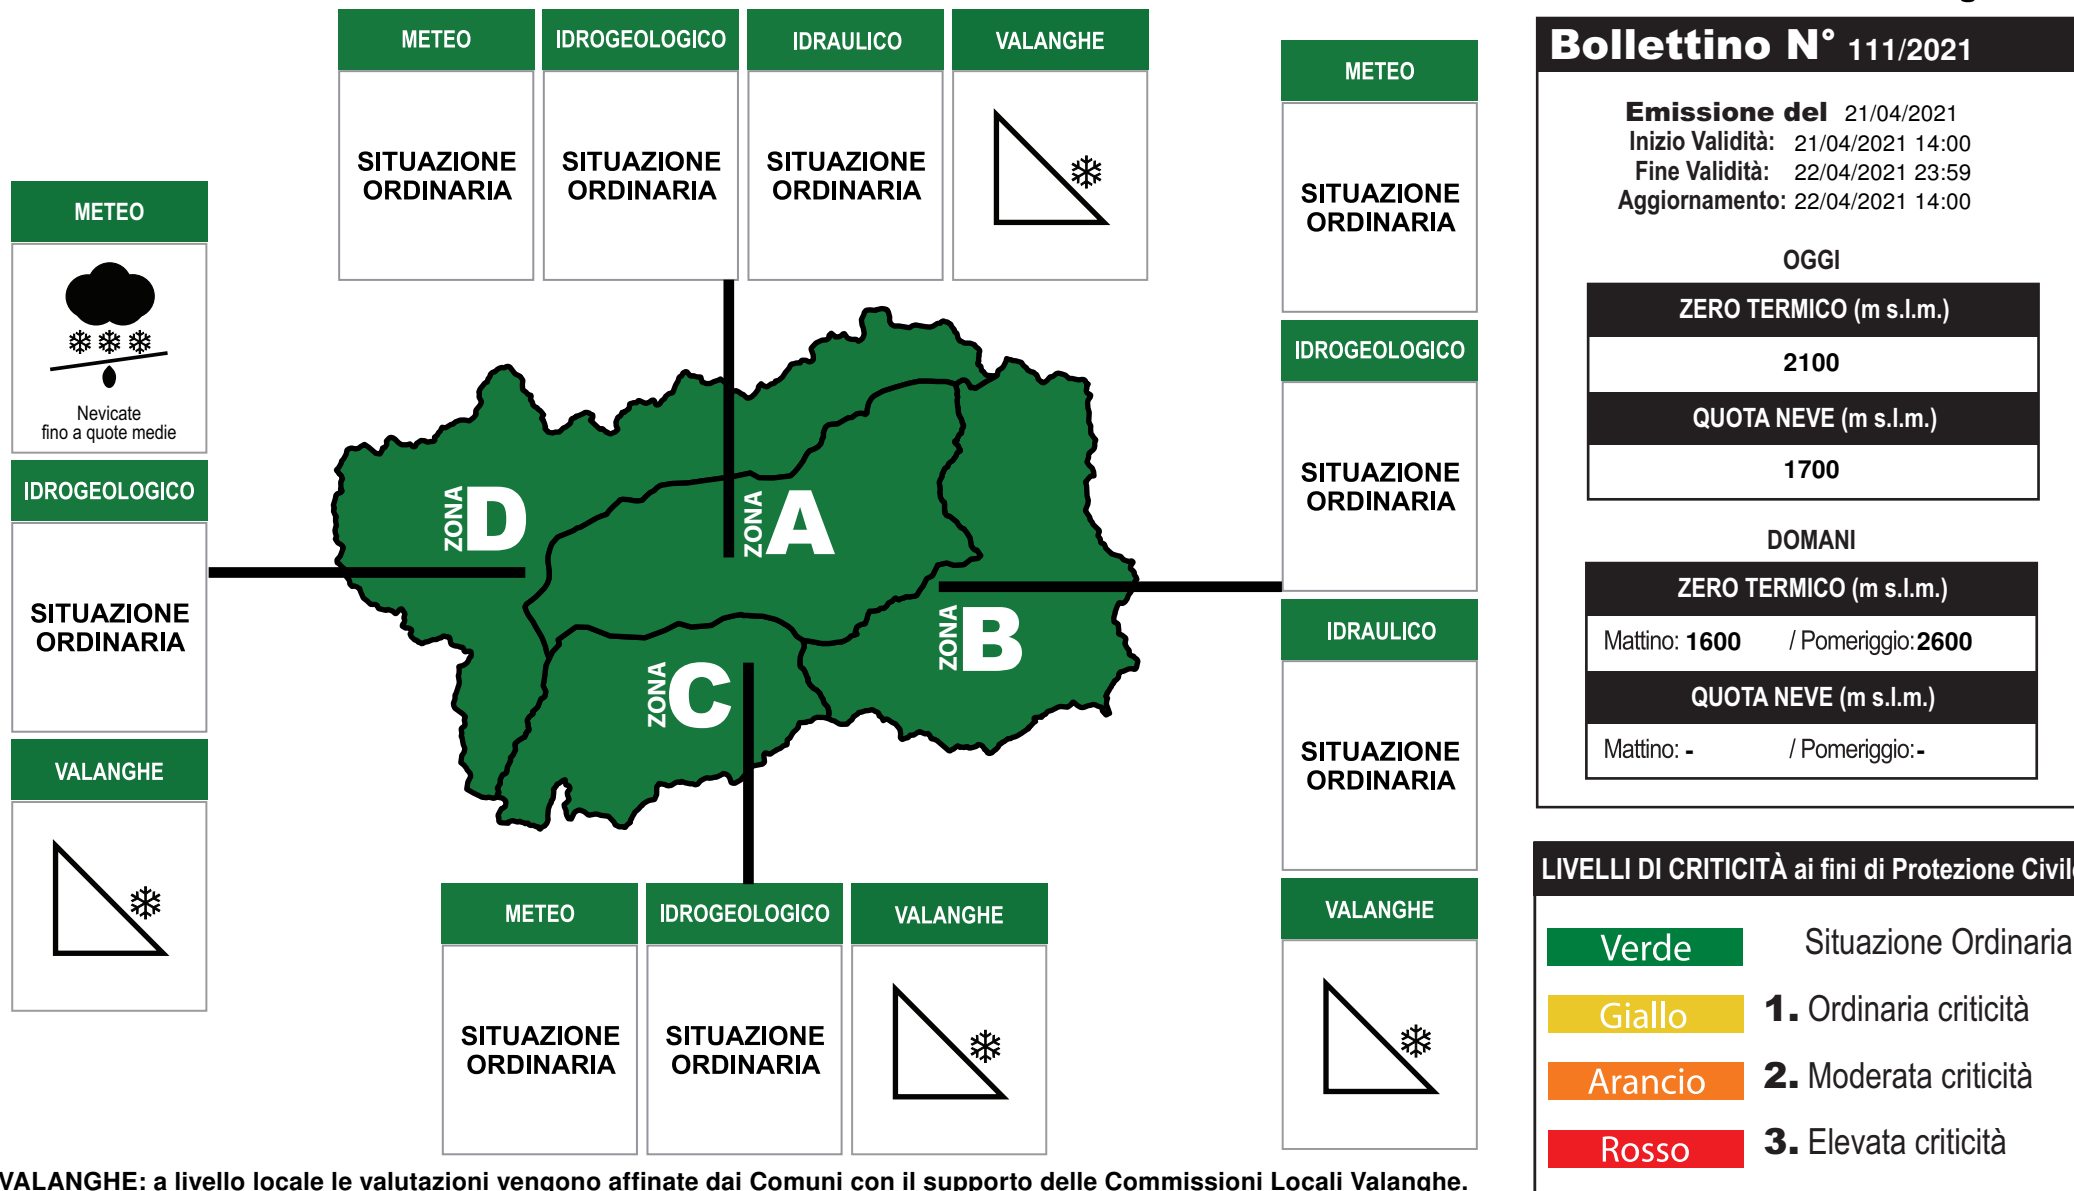 METEO
IDROGEOLOGICO
IDRAULICO
VALANGHE
SITUAZIONE
ORDINARIA
SITUAZIONE
ORDINARIA
SITUAZIONE
ORDINARIA
METEO
Nevicate
fino a quote medie
IDROGEOLOGICO
SITUAZIONE
ORDINARIA
VALANGHE
ZONA D
ZONA A
ZONA B
ZONA C
METEO
SITUAZIONE
ORDINARIA
IDROGEOLOGICO
SITUAZIONE
ORDINARIA
IDRAULICO
SITUAZIONE
ORDINARIA
VALANGHE
METEO
IDROGEOLOGICO
VALANGHE
SITUAZIONE
ORDINARIA
SITUAZIONE
ORDINARIA
VALANGHE: a livello locale le valutazioni vengono affinate dai Comuni con il supporto delle Commissioni Locali Valanghe.
Bollettino N° 111/2021
Emissione del 21/04/2021
Inizio Validità: 21/04/2021 14:00
Fine Validità: 22/04/2021 23:59
Aggiornamento: 22/04/2021 14:00
OGGI
ZERO TERMICO (m s.l.m.)
2100
QUOTA NEVE (m s.l.m.)
1700
DOMANI
ZERO TERMICO (m s.l.m.)
Mattino: 1600 / Pomeriggio: 2600
QUOTA NEVE (m s.l.m.)
Mattino: - / Pomeriggio: -
LIVELLI DI CRITICITÀ ai fini di Protezione Civile
Verde Situazione Ordinaria
Giallo 1. Ordinaria criticità
Arancio 2. Moderata criticità
Rosso 3. Elevata criticità